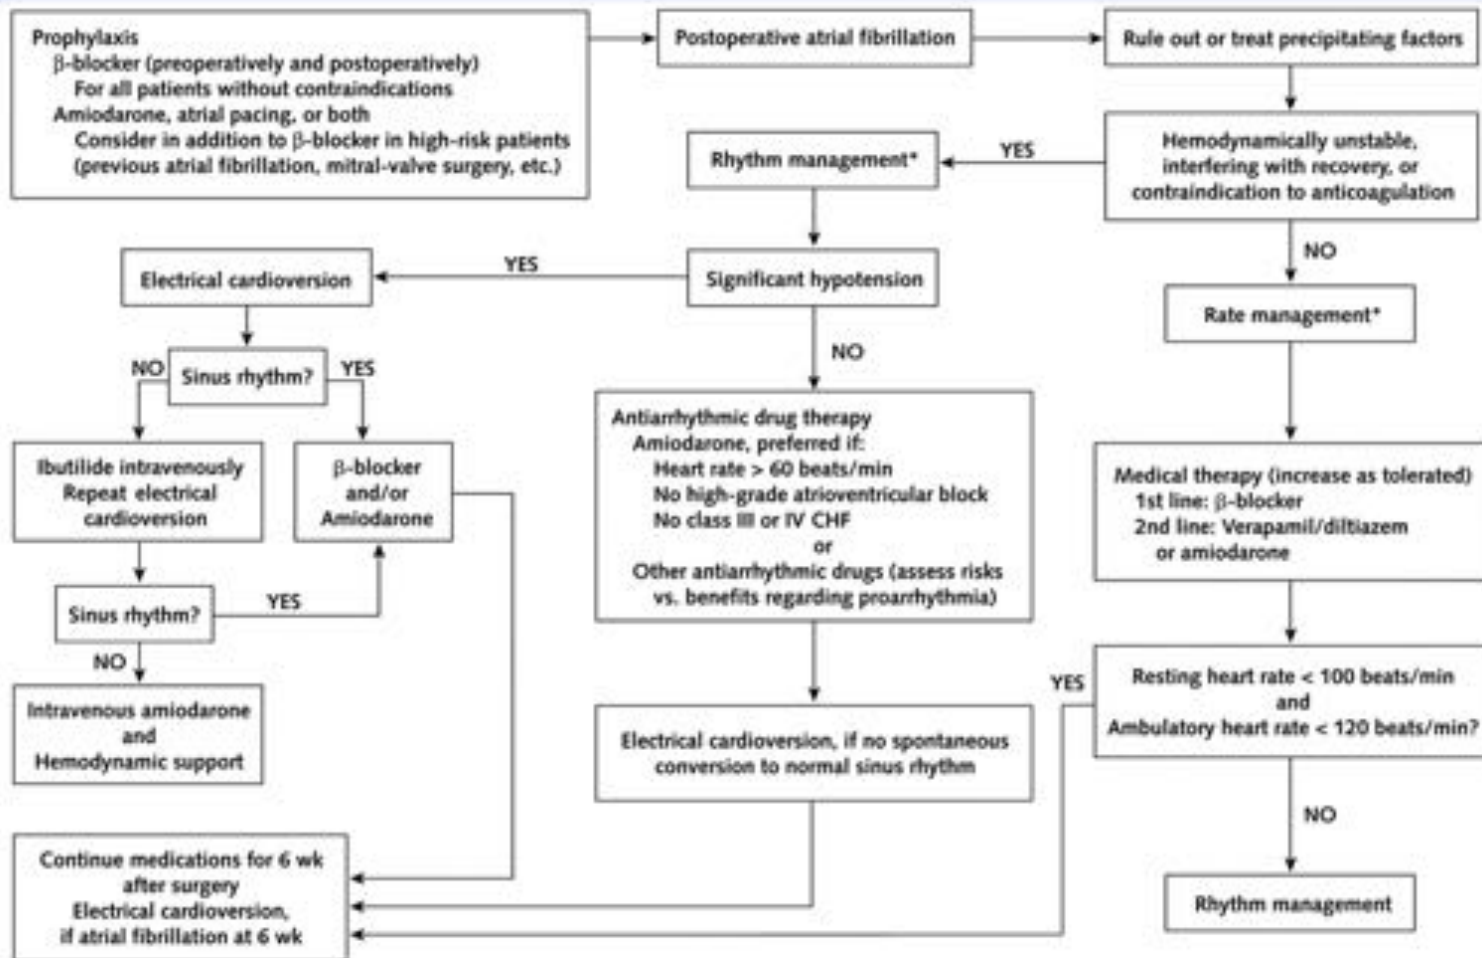 Prophylaxis
β-blocker (preoperatively and postoperatively)
For all patients without contraindications
Amiodarone, atrial pacing, or both
Consider in addition to β-blocker in high-risk patients
(previous atrial fibrillation, mitral-valve surgery, etc.)
Postoperative atrial fibrillation
Rule out or treat precipitating factors
Hemodynamically unstable,
interfering with recovery, or
contraindication to anticoagulation
YES
Rhythm management*
NO
Rate management*
Significant hypotension
YES
Electrical cardioversion
Sinus rhythm?
NO
YES
Ibutilide intravenously
Repeat electrical
cardioversion
β-blocker
and/or
Amiodarone
Sinus rhythm?
YES
NO
Intravenous amiodarone
and
Hemodynamic support
NO
Antiarrhythmic drug therapy
Amiodarone, preferred if:
Heart rate > 60 beats/min
No high-grade atrioventricular block
No class III or IV CHF
or
Other antiarrhythmic drugs (assess risks
vs. benefits regarding proarrhythmia)
Electrical cardioversion, if no spontaneous
conversion to normal sinus rhythm
Medical therapy (increase as tolerated)
1st line: β-blocker
2nd line: Verapamil/diltiazem
or amiodarone
Resting heart rate < 100 beats/min
and
Ambulatory heart rate < 120 beats/min?
YES
NO
Rhythm management
Continue medications for 6 wk
after surgery
Electrical cardioversion,
if atrial fibrillation at 6 wk